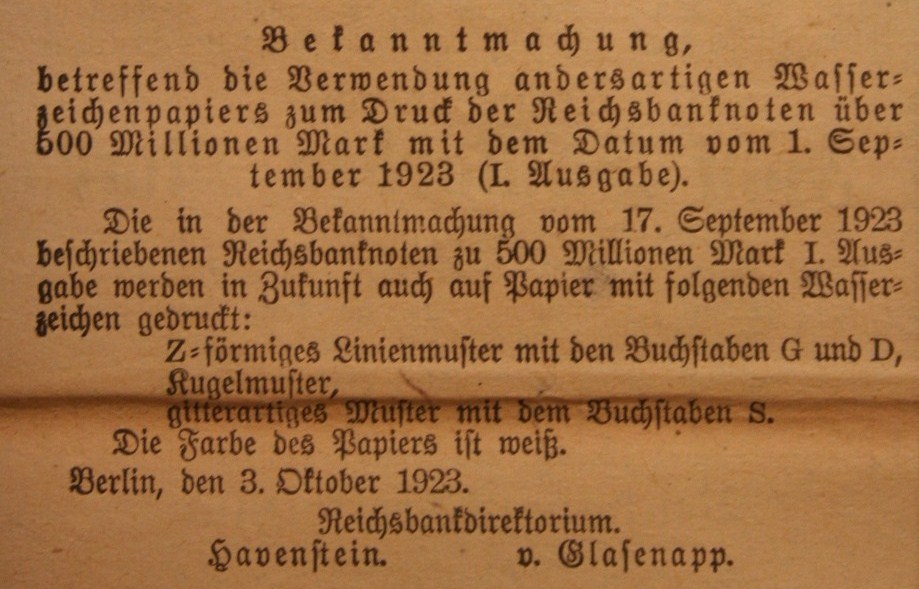 Bekanntmachung,
betreffend die Verwendung andersartigen Wasser-
zeichenpapiers zum Druck der Reichsbanknoten über
500 Millionen Mark mit dem Datum vom 1. Sep-
tember 1923 (I. Ausgabe).
Die in der Bekanntmachung vom 17. September 1923
beschriebenen Reichsbanknoten zu 500 Millionen Mark I. Aus-
gabe werden in Zukunft auch auf Papier mit folgenden Wasser-
zeichen gedruckt:
Z-förmiges Linienmuster mit den Buchstaben G und D,
Kugelmuster,
gitterartiges Muster mit dem Buchstaben S.
Die Farbe des Papiers ist weiß.
Berlin, den 3. Oktober 1923.
Reichsbankdirektorium.
Havenstein. v. Glasenapp.